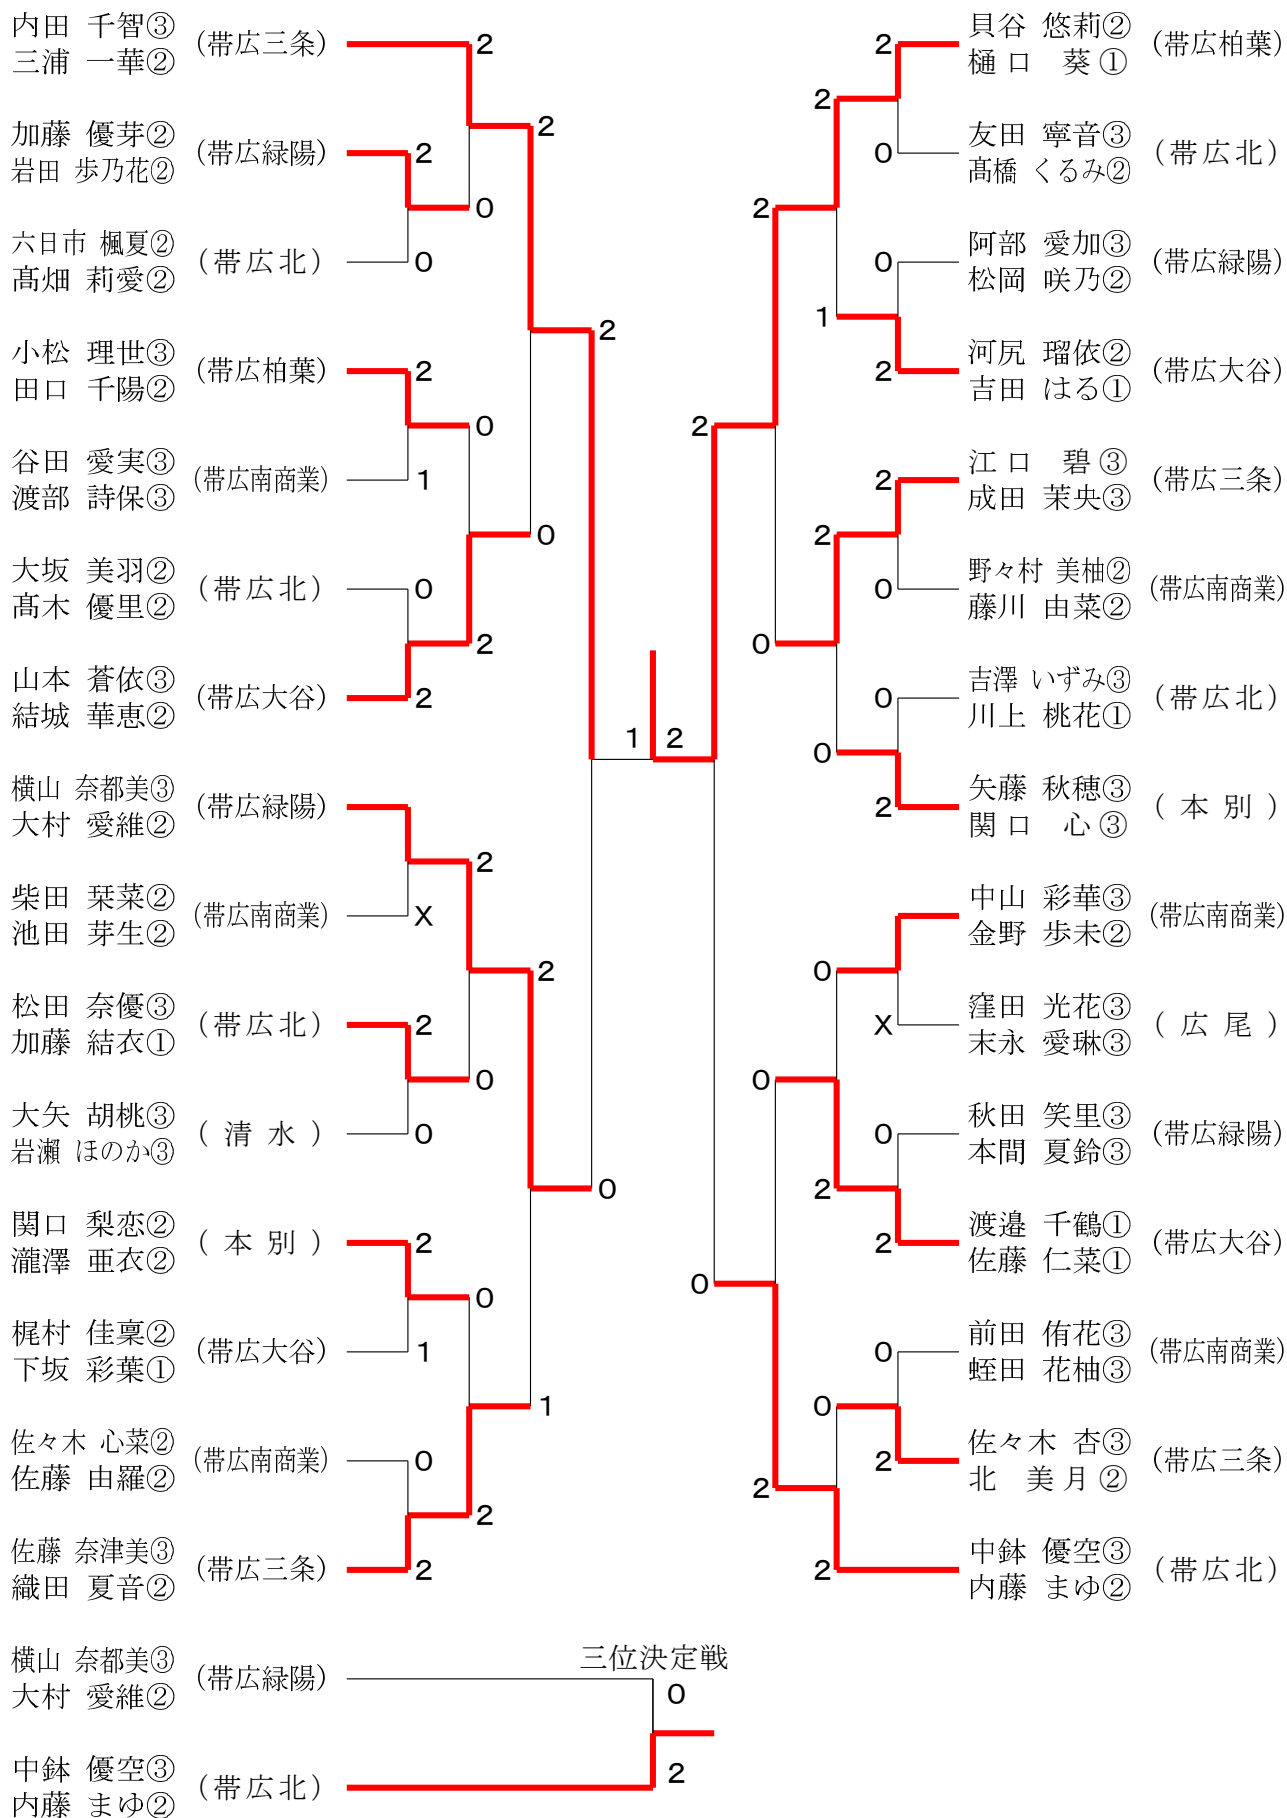 内田 千智③
三浦 一華②
(帯広三条)
2
2
加藤 優芽②
岩田 歩乃花②
(帯広緑陽)
2
0
六日市 楓夏②
髙畑 莉愛②
(帯広北)
0
2
小松 理世③
田口 千陽②
(帯広柏葉)
2
0
谷田 愛実③
渡部 詩保③
(帯広南商業)
1
0
大坂 美羽②
髙木 優里②
(帯広北)
0
2
山本 蒼依③
結城 華恵②
(帯広大谷)
2
1
横山 奈都美③
大村 愛維②
(帯広緑陽)
2
柴田 栞菜②
池田 芽生②
(帯広南商業)
X
2
松田 奈優③
加藤 結衣①
(帯広北)
2
0
大矢 胡桃③
岩瀬 ほのか③
(清水)
0
0
関口 梨恋②
瀧澤 亜衣②
(本別)
2
0
梶村 佳稟②
下坂 彩葉①
(帯広大谷)
1
1
佐々木 心菜②
佐藤 由羅②
(帯広南商業)
0
2
佐藤 奈津美③
織田 夏音②
(帯広三条)
2
2
貝谷 悠莉②
樋口 葵①
(帯広柏葉)
2
0
友田 寧音③
髙橋 くるみ②
(帯広北)
2
0
阿部 愛加③
松岡 咲乃②
(帯広緑陽)
1
2
河尻 瑠依②
吉田 はる①
(帯広大谷)
2
2
江口 碧③
成田 茉央③
(帯広三条)
2
0
野々村 美柚②
藤川 由菜②
(帯広南商業)
0
0
吉澤 いずみ③
川上 桃花①
(帯広北)
2
0
2
矢藤 秋穂③
関口 心③
(本別)
中山 彩華③
金野 歩未②
(帯広南商業)
0
X
窪田 光花③
末永 愛琳③
(広尾)
0
0
秋田 笑里③
本間 夏鈴③
(帯広緑陽)
2
2
渡邉 千鶴①
佐藤 仁菜①
(帯広大谷)
0
0
前田 侑花③
蛭田 花柚③
(帯広南商業)
0
2
佐々木 杏③
北 美月②
(帯広三条)
2
2
中鉢 優空③
内藤 まゆ②
(帯広北)
三位決定戦
横山 奈都美③
大村 愛維②
(帯広緑陽)
0
中鉢 優空③
内藤 まゆ②
(帯広北)
2